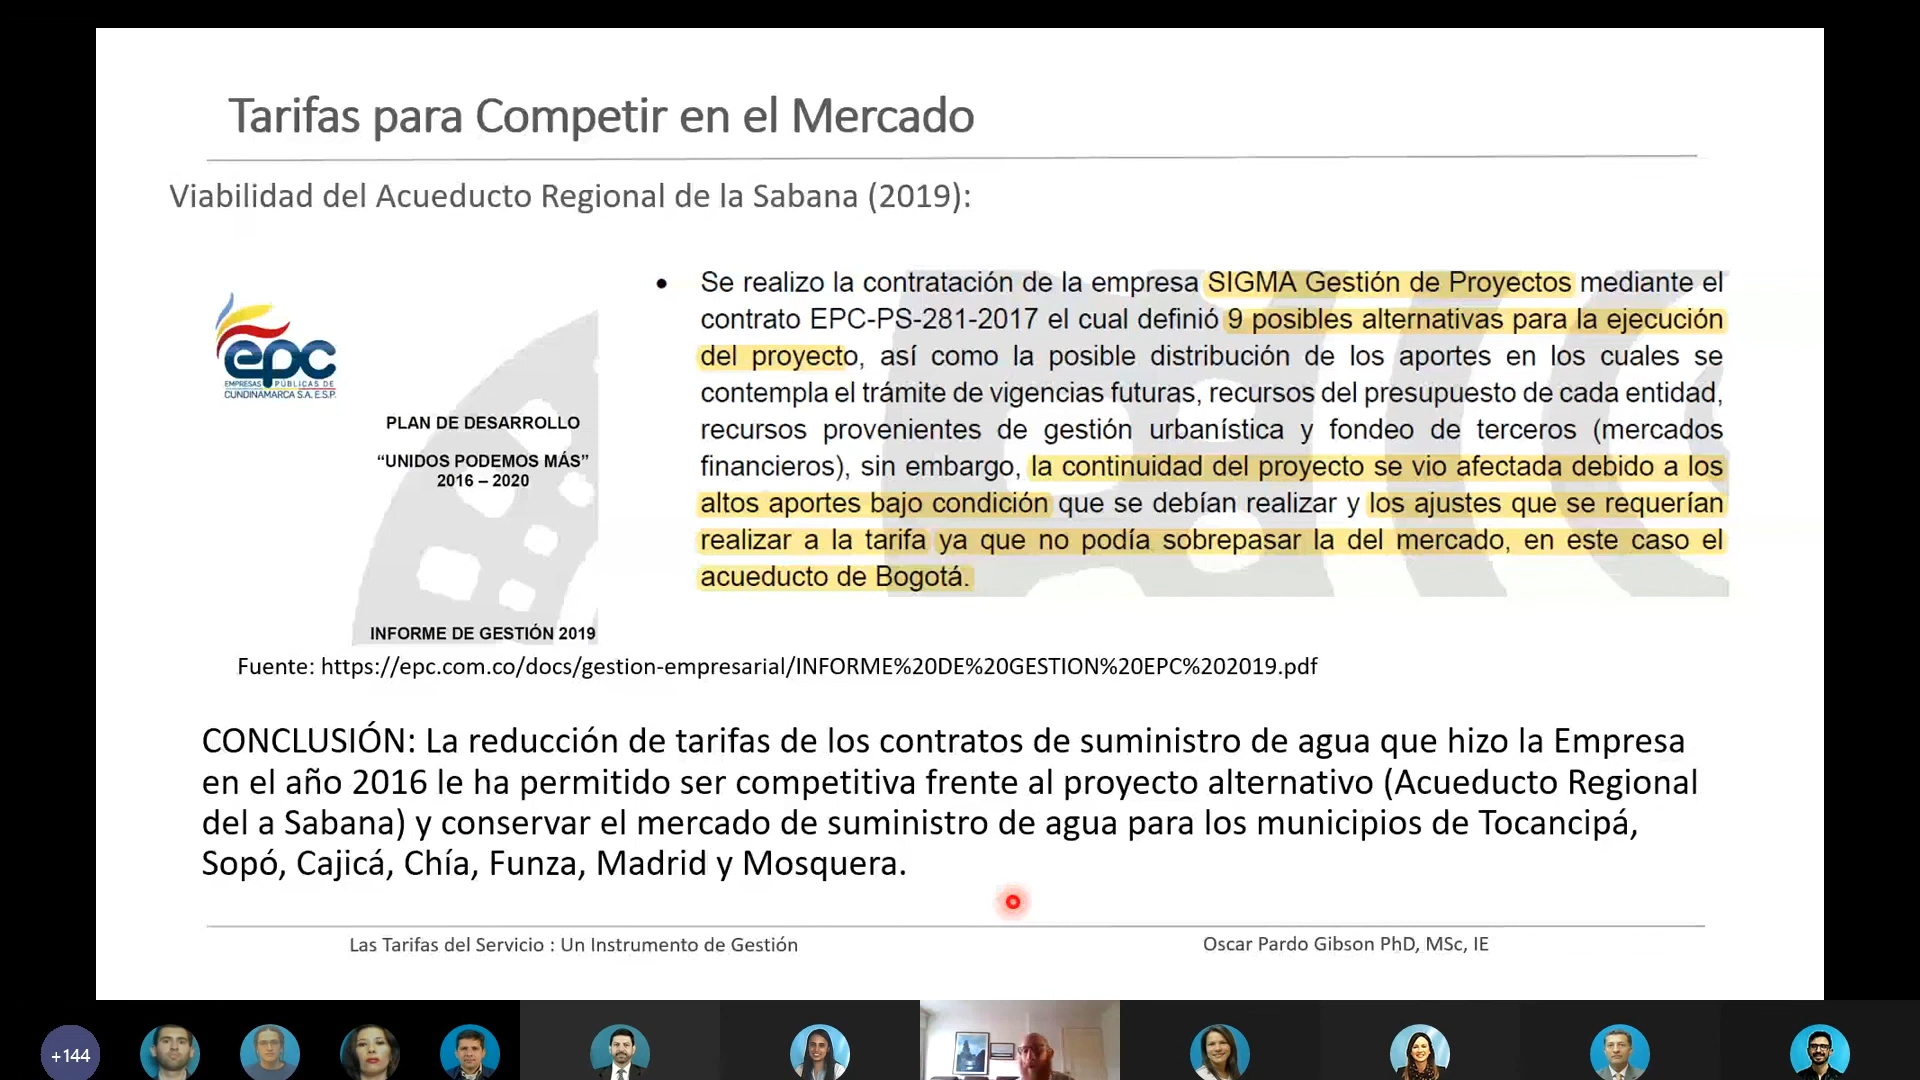 Tarifas para Competir en el Mercado
Viabilidad del Acueducto Regional de la Sabana (2019):
epc
EMPRESAS PÚBLICAS DE
CUNDINAMARCA S.A. E.S.P.
PLAN DE DESARROLLO
“UNIDOS PODEMOS MÁS”
2016 – 2020
INFORME DE GESTIÓN 2019
• Se realizo la contratación de la empresa SIGMA Gestión de Proyectos mediante el
contrato EPC-PS-281-2017 el cual definió 9 posibles alternativas para la ejecución
del proyecto, así como la posible distribución de los aportes en los cuales se
contempla el trámite de vigencias futuras, recursos del presupuesto de cada entidad,
recursos provenientes de gestión urbanística y fondeo de terceros (mercados
financieros), sin embargo, la continuidad del proyecto se vio afectada debido a los
altos aportes bajo condición que se debían realizar y los ajustes que se requerían
realizar a la tarifa ya que no podía sobrepasar la del mercado, en este caso el
acueducto de Bogotá.
Fuente: https://epc.com.co/docs/gestion-empresarial/INFORME%20DE%20GESTION%20EPC%202019.pdf
CONCLUSIÓN: La reducción de tarifas de los contratos de suministro de agua que hizo la Empresa
en el año 2016 le ha permitido ser competitiva frente al proyecto alternativo (Acueducto Regional
del a Sabana) y conservar el mercado de suministro de agua para los municipios de Tocancipá,
Sopó, Cajicá, Chía, Funza, Madrid y Mosquera.
Las Tarifas del Servicio : Un Instrumento de Gestión
Oscar Pardo Gibson PhD, MSc, IE
+144